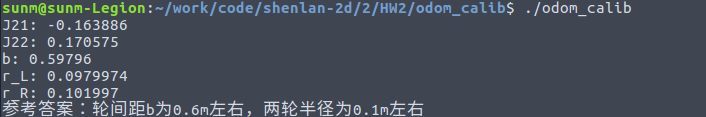 sunm@sunm-Legion:~/work/code/shenlan-2d/2/HW2/odom_calib$ ./odom_calib
J21: -0.163886
J22: 0.170575
b: 0.59796
r_L: 0.0979974
r_R: 0.101997
参考答案：轮间距b为0.6m左右，两轮半径为0.1m左右